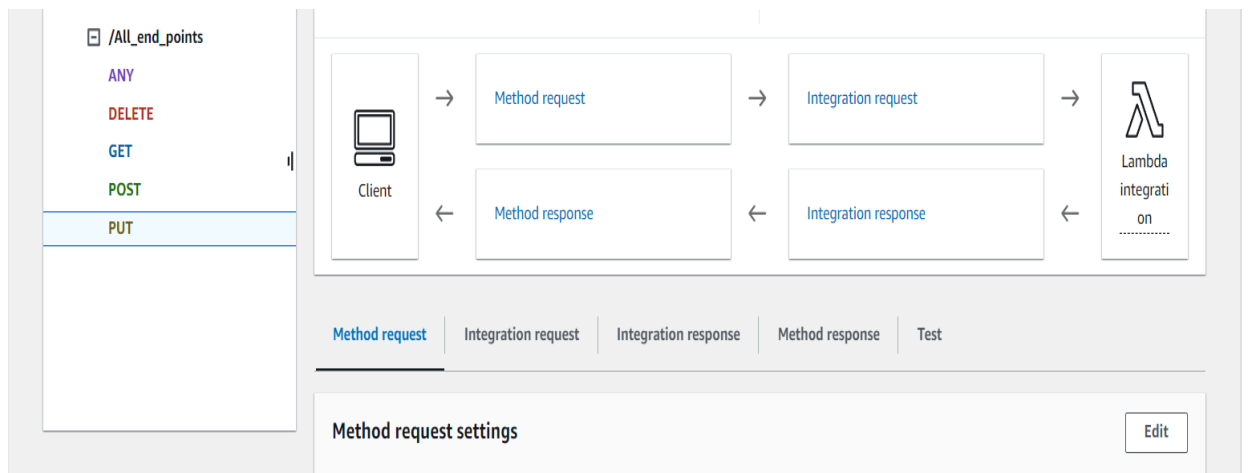 /All_end_points
ANY
DELETE
GET
POST
PUT
Client
Method request
Integration request
Method response
Integration response
Lambda
integrati
on
Method request
Integration request
Integration response
Method response
Test
Method request settings
Edit